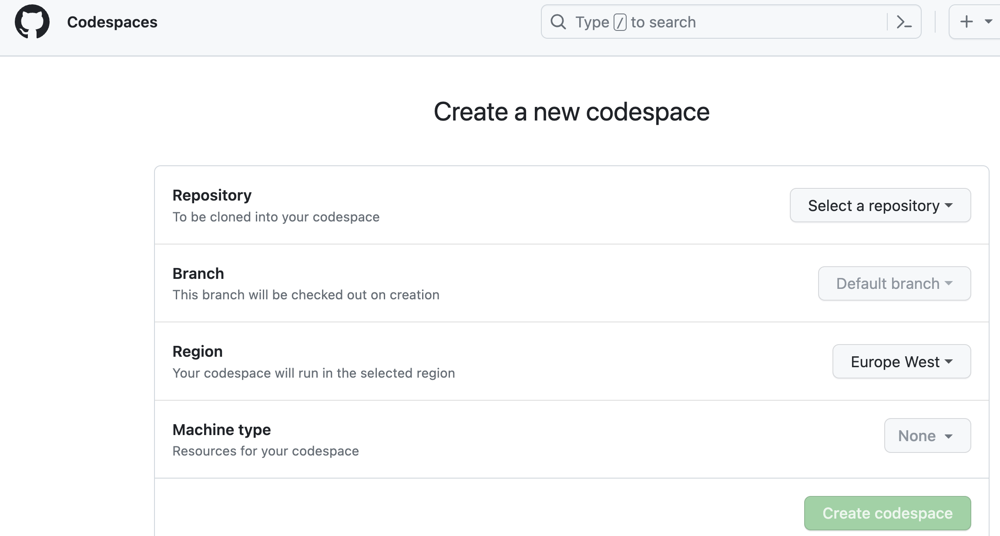 Codespaces
Type / to search
Create a new codespace
Repository
To be cloned into your codespace
Select a repository
Branch
This branch will be checked out on creation
Default branch
Region
Your codespace will run in the selected region
Europe West
Machine type
Resources for your codespace
None
Create codespace